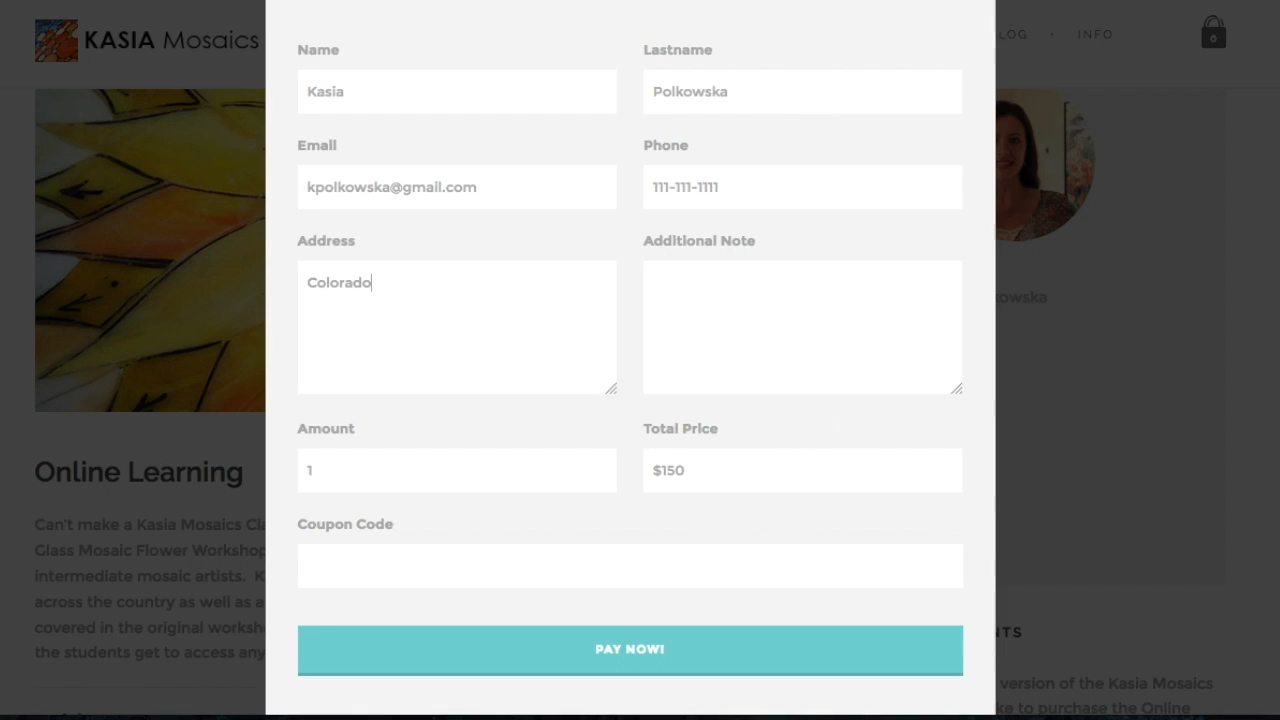 KASIA Mosaics
LOG • INFO
0
Name
Lastname
Kasia
Polkowska
Email
Phone
kpolkowska@gmail.com
111-111-1111
Address
Additional Note
Colorado
kowska
Amount
Total Price
1
$150
Online Learning
Coupon Code
Can't make a Kasia Mosaics Cla
Glass Mosaic Flower Workshop
intermediate mosaic artists. K
across the country as well as a
covered in the original worksh
the students get to access any
PAY NOW!
NTS
version of the Kasia Mosaics
ke to purchase the Online